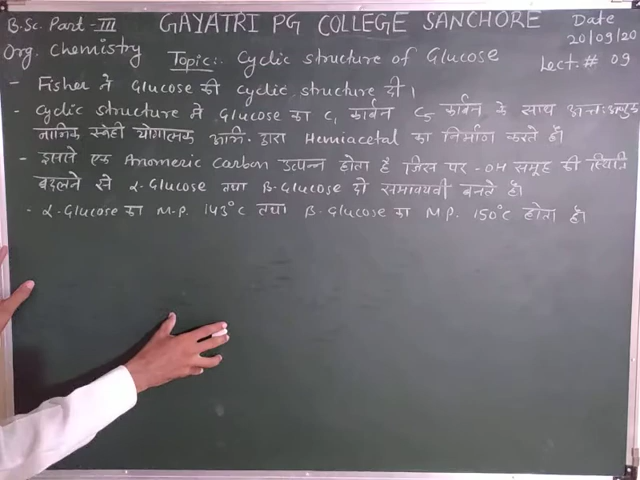 B.Sc. Part-III GAYATRI PG COLLEGE SANCHORE Date
20/09/20
Org. Chemistry Topic:- Cyclic structure of Glucose Lect.# 09
- Fisher ने Glucose की cyclic structure दी।
- Cyclic structure में Glucose का C1 कार्बन C5 कार्बन के साथ अन्तः अणुक
नाभिक स्नेही योगात्मक अभि. द्वारा Hemiacetal का निर्माण करते है।
- इससे एक Anomeric Carbon उत्पन्न होता है जिस पर -OH समूह की स्थिति
बदलने से α-Glucose तथा β-Glucose दो समावयवी बनते है।
- α-Glucose का M.P. 143°C तथा β-Glucose का M.P. 150°C होता है।